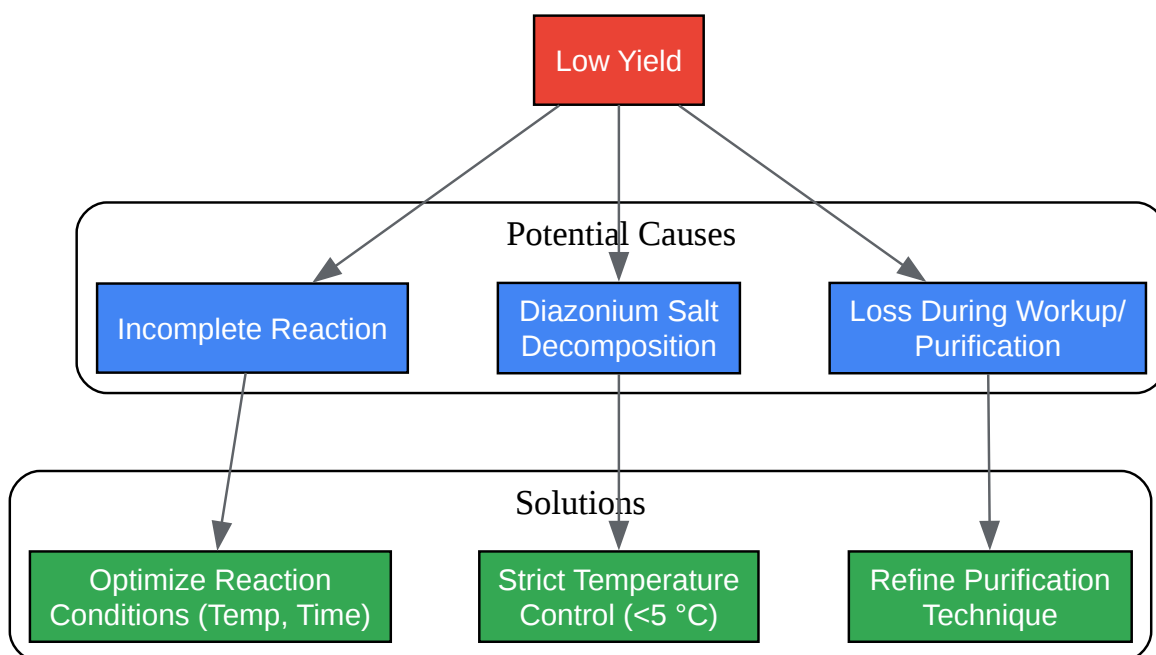 Low Yield
Potential Causes
Incomplete Reaction
Diazonium Salt
Decomposition
Loss During Workup/
Purification
Solutions
Optimize Reaction
Conditions (Temp, Time)
Strict Temperature
Control (<5 °C)
Refine Purification
Technique